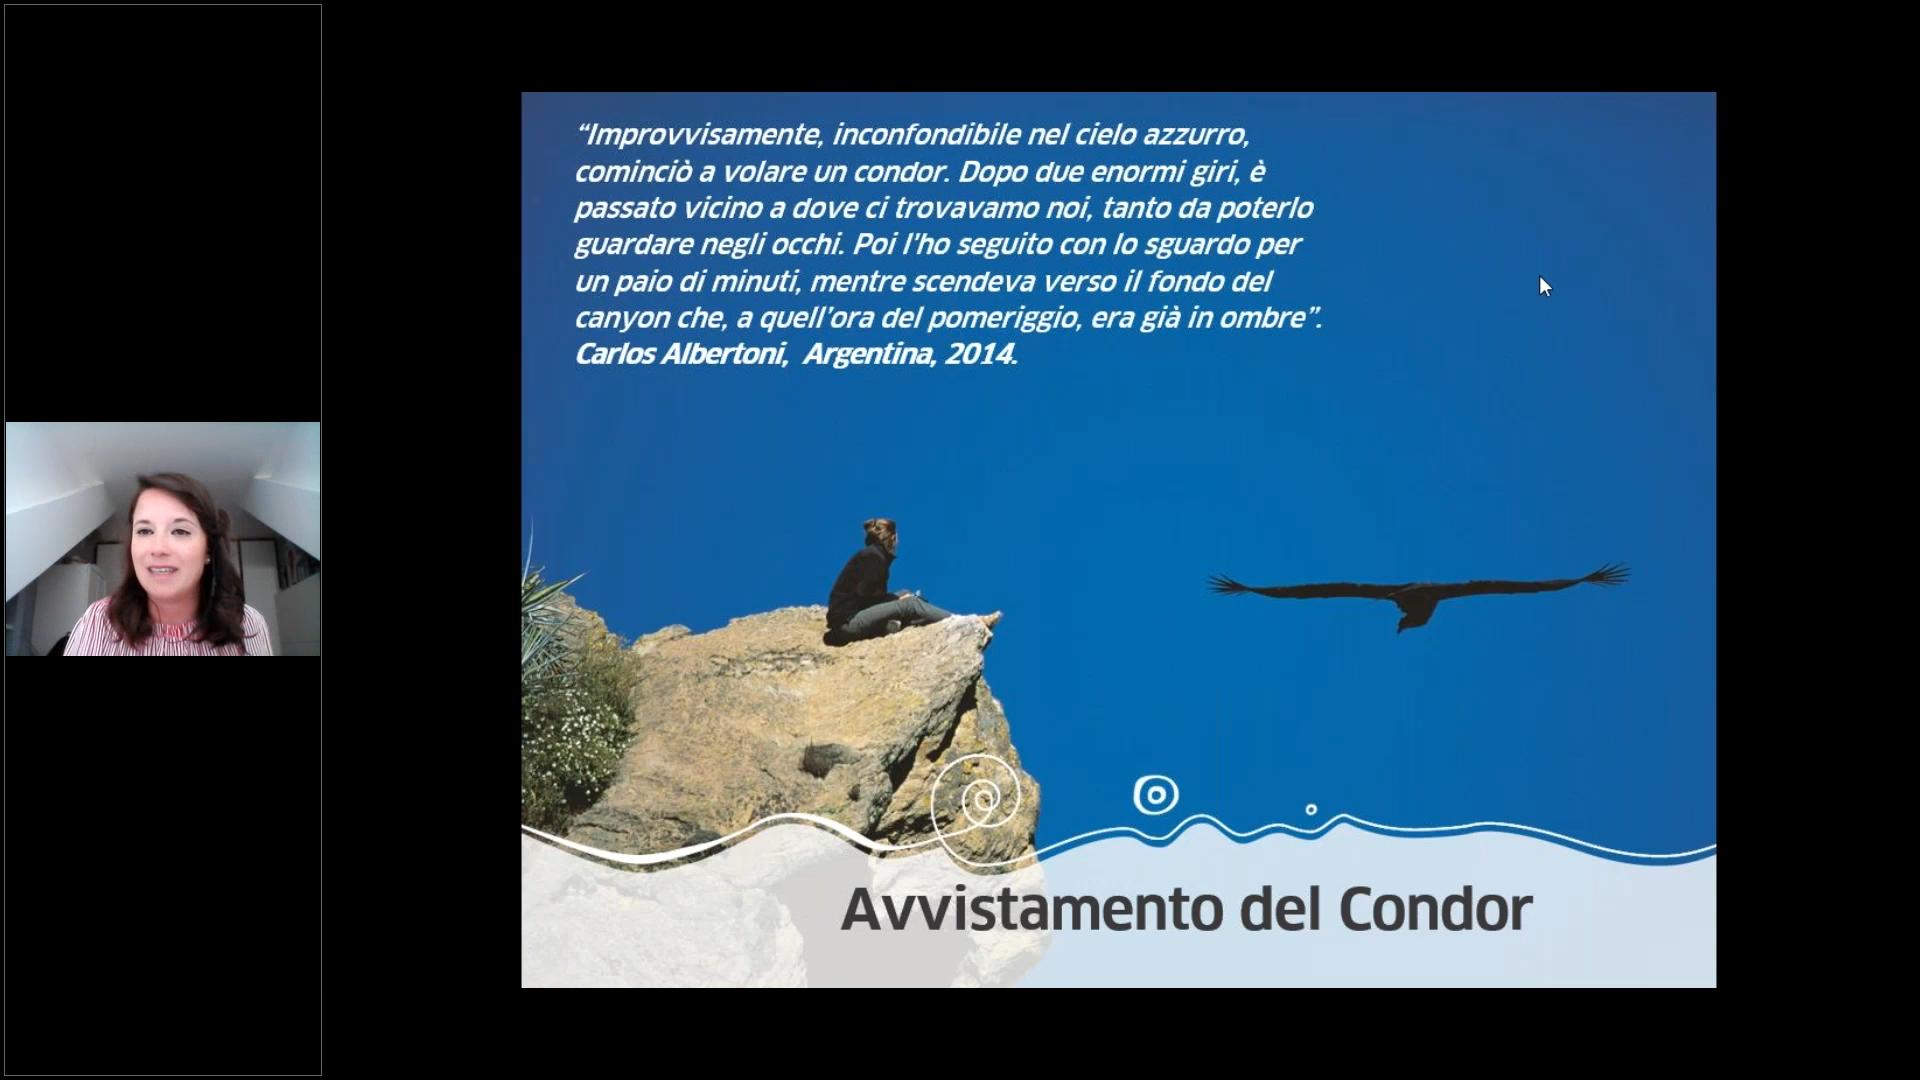 “Improvvisamente, inconfondibile nel cielo azzurro,
cominciò a volare un condor. Dopo due enormi giri, è
passato vicino a dove ci trovavamo noi, tanto da poterlo
guardare negli occhi. Poi l'ho seguito con lo sguardo per
un paio di minuti, mentre scendeva verso il fondo del
canyon che, a quell’ora del pomeriggio, era già in ombre”.
Carlos Albertoni, Argentina, 2014.
Avvistamento del Condor